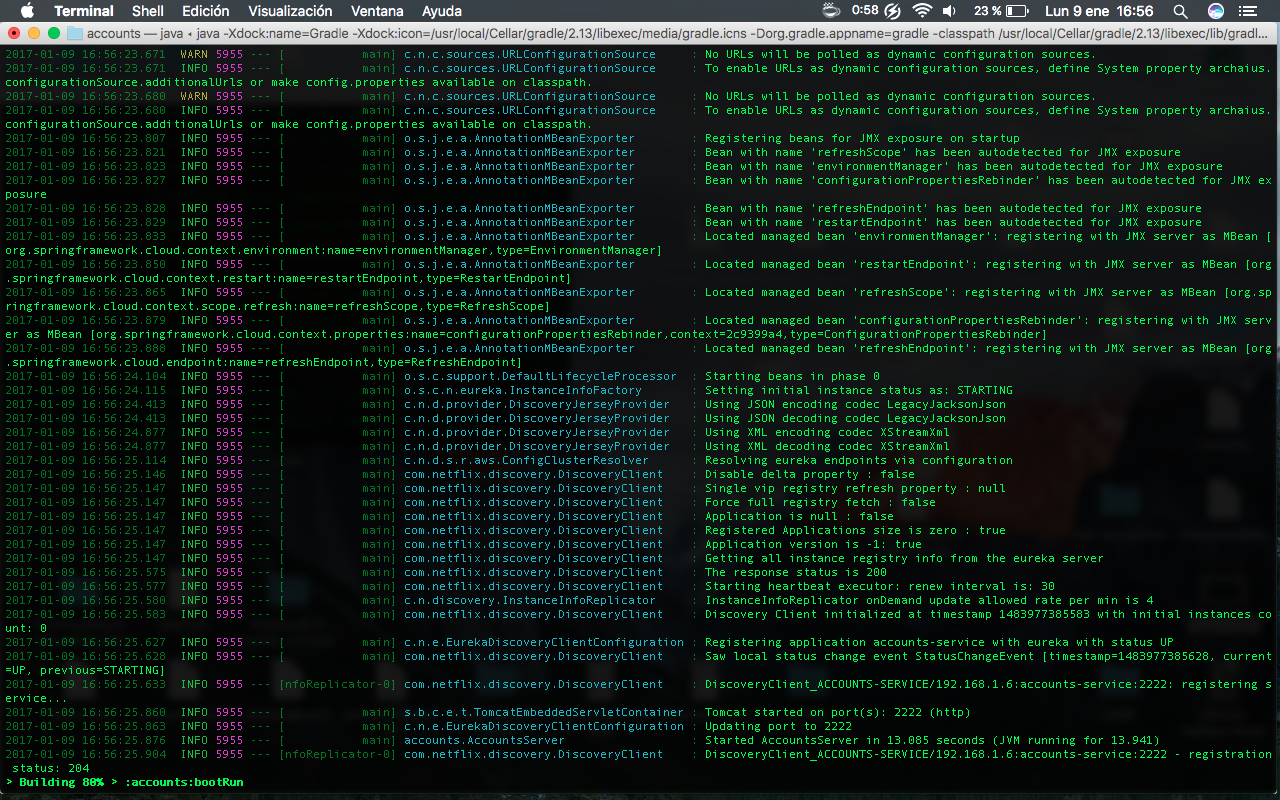 Terminal Shell Edición Visualización Ventana Ayuda 0:58 23 % Lun 9 ene 16:56
accounts — java ‹ java -Xdock:name=Gradle -Xdock:icon=/usr/local/Cellar/gradle/2.13/libexec/media/gradle.icns -Dorg.gradle.appname=gradle -classpath /usr/local/Cellar/gradle/2.13/libexec/lib/gradl...
2017-01-09 16:56:23.671 WARN 5955 --- [ main] c.n.c.sources.URLConfigurationSource : No URLs will be polled as dynamic configuration sources.
2017-01-09 16:56:23.671 INFO 5955 --- [ main] c.n.c.sources.URLConfigurationSource : To enable URLs as dynamic configuration sources, define System property archaius.
configurationSource.additionalUrls or make config.properties available on classpath.
2017-01-09 16:56:23.680 WARN 5955 --- [ main] c.n.c.sources.URLConfigurationSource : No URLs will be polled as dynamic configuration sources.
2017-01-09 16:56:23.680 INFO 5955 --- [ main] c.n.c.sources.URLConfigurationSource : To enable URLs as dynamic configuration sources, define System property archaius.
configurationSource.additionalUrls or make config.properties available on classpath.
2017-01-09 16:56:23.807 INFO 5955 --- [ main] o.s.j.e.a.AnnotationMBeanExporter : Registering beans for JMX exposure on startup
2017-01-09 16:56:23.821 INFO 5955 --- [ main] o.s.j.e.a.AnnotationMBeanExporter : Bean with name 'refreshScope' has been autodetected for JMX exposure
2017-01-09 16:56:23.823 INFO 5955 --- [ main] o.s.j.e.a.AnnotationMBeanExporter : Bean with name 'environmentManager' has been autodetected for JMX exposure
2017-01-09 16:56:23.827 INFO 5955 --- [ main] o.s.j.e.a.AnnotationMBeanExporter : Bean with name 'configurationPropertiesRebinder' has been autodetected for JMX ex
posure
2017-01-09 16:56:23.828 INFO 5955 --- [ main] o.s.j.e.a.AnnotationMBeanExporter : Bean with name 'refreshEndpoint' has been autodetected for JMX exposure
2017-01-09 16:56:23.829 INFO 5955 --- [ main] o.s.j.e.a.AnnotationMBeanExporter : Bean with name 'restartEndpoint' has been autodetected for JMX exposure
2017-01-09 16:56:23.833 INFO 5955 --- [ main] o.s.j.e.a.AnnotationMBeanExporter : Located managed bean 'environmentManager': registering with JMX server as MBean [
org.springframework.cloud.context.environment:name=environmentManager,type=EnvironmentManager]
2017-01-09 16:56:23.850 INFO 5955 --- [ main] o.s.j.e.a.AnnotationMBeanExporter : Located managed bean 'restartEndpoint': registering with JMX server as MBean [org
.springframework.cloud.context.restart:name=restartEndpoint,type=RestartEndpoint]
2017-01-09 16:56:23.865 INFO 5955 --- [ main] o.s.j.e.a.AnnotationMBeanExporter : Located managed bean 'refreshScope': registering with JMX server as MBean [org.sp
ringframework.cloud.context.scope.refresh:name=refreshScope,type=RefreshScope]
2017-01-09 16:56:23.879 INFO 5955 --- [ main] o.s.j.e.a.AnnotationMBeanExporter : Located managed bean 'configurationPropertiesRebinder': registering with JMX serv
er as MBean [org.springframework.cloud.context.properties:name=configurationPropertiesRebinder,context=2c9399a4,type=ConfigurationPropertiesRebinder]
2017-01-09 16:56:23.888 INFO 5955 --- [ main] o.s.j.e.a.AnnotationMBeanExporter : Located managed bean 'refreshEndpoint': registering with JMX server as MBean [org
.springframework.cloud.endpoint:name=refreshEndpoint,type=RefreshEndpoint]
2017-01-09 16:56:24.104 INFO 5955 --- [ main] o.s.c.support.DefaultLifecycleProcessor : Starting beans in phase 0
2017-01-09 16:56:24.115 INFO 5955 --- [ main] o.s.c.n.eureka.InstanceInfoFactory : Setting initial instance status as: STARTING
2017-01-09 16:56:24.413 INFO 5955 --- [ main] c.n.d.provider.DiscoveryJerseyProvider : Using JSON encoding codec LegacyJacksonJson
2017-01-09 16:56:24.413 INFO 5955 --- [ main] c.n.d.provider.DiscoveryJerseyProvider : Using JSON decoding codec LegacyJacksonJson
2017-01-09 16:56:24.877 INFO 5955 --- [ main] c.n.d.provider.DiscoveryJerseyProvider : Using XML encoding codec XStreamXml
2017-01-09 16:56:24.877 INFO 5955 --- [ main] c.n.d.provider.DiscoveryJerseyProvider : Using XML decoding codec XStreamXml
2017-01-09 16:56:25.114 INFO 5955 --- [ main] c.n.d.s.r.aws.ConfigClusterResolver : Resolving eureka endpoints via configuration
2017-01-09 16:56:25.146 INFO 5955 --- [ main] com.netflix.discovery.DiscoveryClient : Disable delta property : false
2017-01-09 16:56:25.147 INFO 5955 --- [ main] com.netflix.discovery.DiscoveryClient : Single vip registry refresh property : null
2017-01-09 16:56:25.147 INFO 5955 --- [ main] com.netflix.discovery.DiscoveryClient : Force full registry fetch : false
2017-01-09 16:56:25.147 INFO 5955 --- [ main] com.netflix.discovery.DiscoveryClient : Application is null : false
2017-01-09 16:56:25.147 INFO 5955 --- [ main] com.netflix.discovery.DiscoveryClient : Registered Applications size is zero : true
2017-01-09 16:56:25.147 INFO 5955 --- [ main] com.netflix.discovery.DiscoveryClient : Application version is -1: true
2017-01-09 16:56:25.147 INFO 5955 --- [ main] com.netflix.discovery.DiscoveryClient : Getting all instance registry info from the eureka server
2017-01-09 16:56:25.575 INFO 5955 --- [ main] com.netflix.discovery.DiscoveryClient : The response status is 200
2017-01-09 16:56:25.577 INFO 5955 --- [ main] com.netflix.discovery.DiscoveryClient : Starting heartbeat executor: renew interval is: 30
2017-01-09 16:56:25.580 INFO 5955 --- [ main] c.n.discovery.InstanceInfoReplicator : InstanceInfoReplicator onDemand update allowed rate per min is 4
2017-01-09 16:56:25.583 INFO 5955 --- [ main] com.netflix.discovery.DiscoveryClient : Discovery Client initialized at timestamp 1483977385583 with initial instances co
unt: 0
2017-01-09 16:56:25.627 INFO 5955 --- [ main] c.n.e.EurekaDiscoveryClientConfiguration : Registering application accounts-service with eureka with status UP
2017-01-09 16:56:25.628 INFO 5955 --- [ main] com.netflix.discovery.DiscoveryClient : Saw local status change event StatusChangeEvent [timestamp=1483977385628, current
=UP, previous=STARTING]
2017-01-09 16:56:25.633 INFO 5955 --- [nfoReplicator-0] com.netflix.discovery.DiscoveryClient : DiscoveryClient_ACCOUNTS-SERVICE/192.168.1.6:accounts-service:2222: registering s
ervice...
2017-01-09 16:56:25.860 INFO 5955 --- [ main] s.b.c.e.t.TomcatEmbeddedServletContainer : Tomcat started on port(s): 2222 (http)
2017-01-09 16:56:25.863 INFO 5955 --- [ main] c.n.e.EurekaDiscoveryClientConfiguration : Updating port to 2222
2017-01-09 16:56:25.876 INFO 5955 --- [ main] accounts.AccountsServer : Started AccountsServer in 13.085 seconds (JVM running for 13.941)
2017-01-09 16:56:25.904 INFO 5955 --- [nfoReplicator-0] com.netflix.discovery.DiscoveryClient : DiscoveryClient_ACCOUNTS-SERVICE/192.168.1.6:accounts-service:2222 - registration
status: 204
> Building 80% > :accounts:bootRun